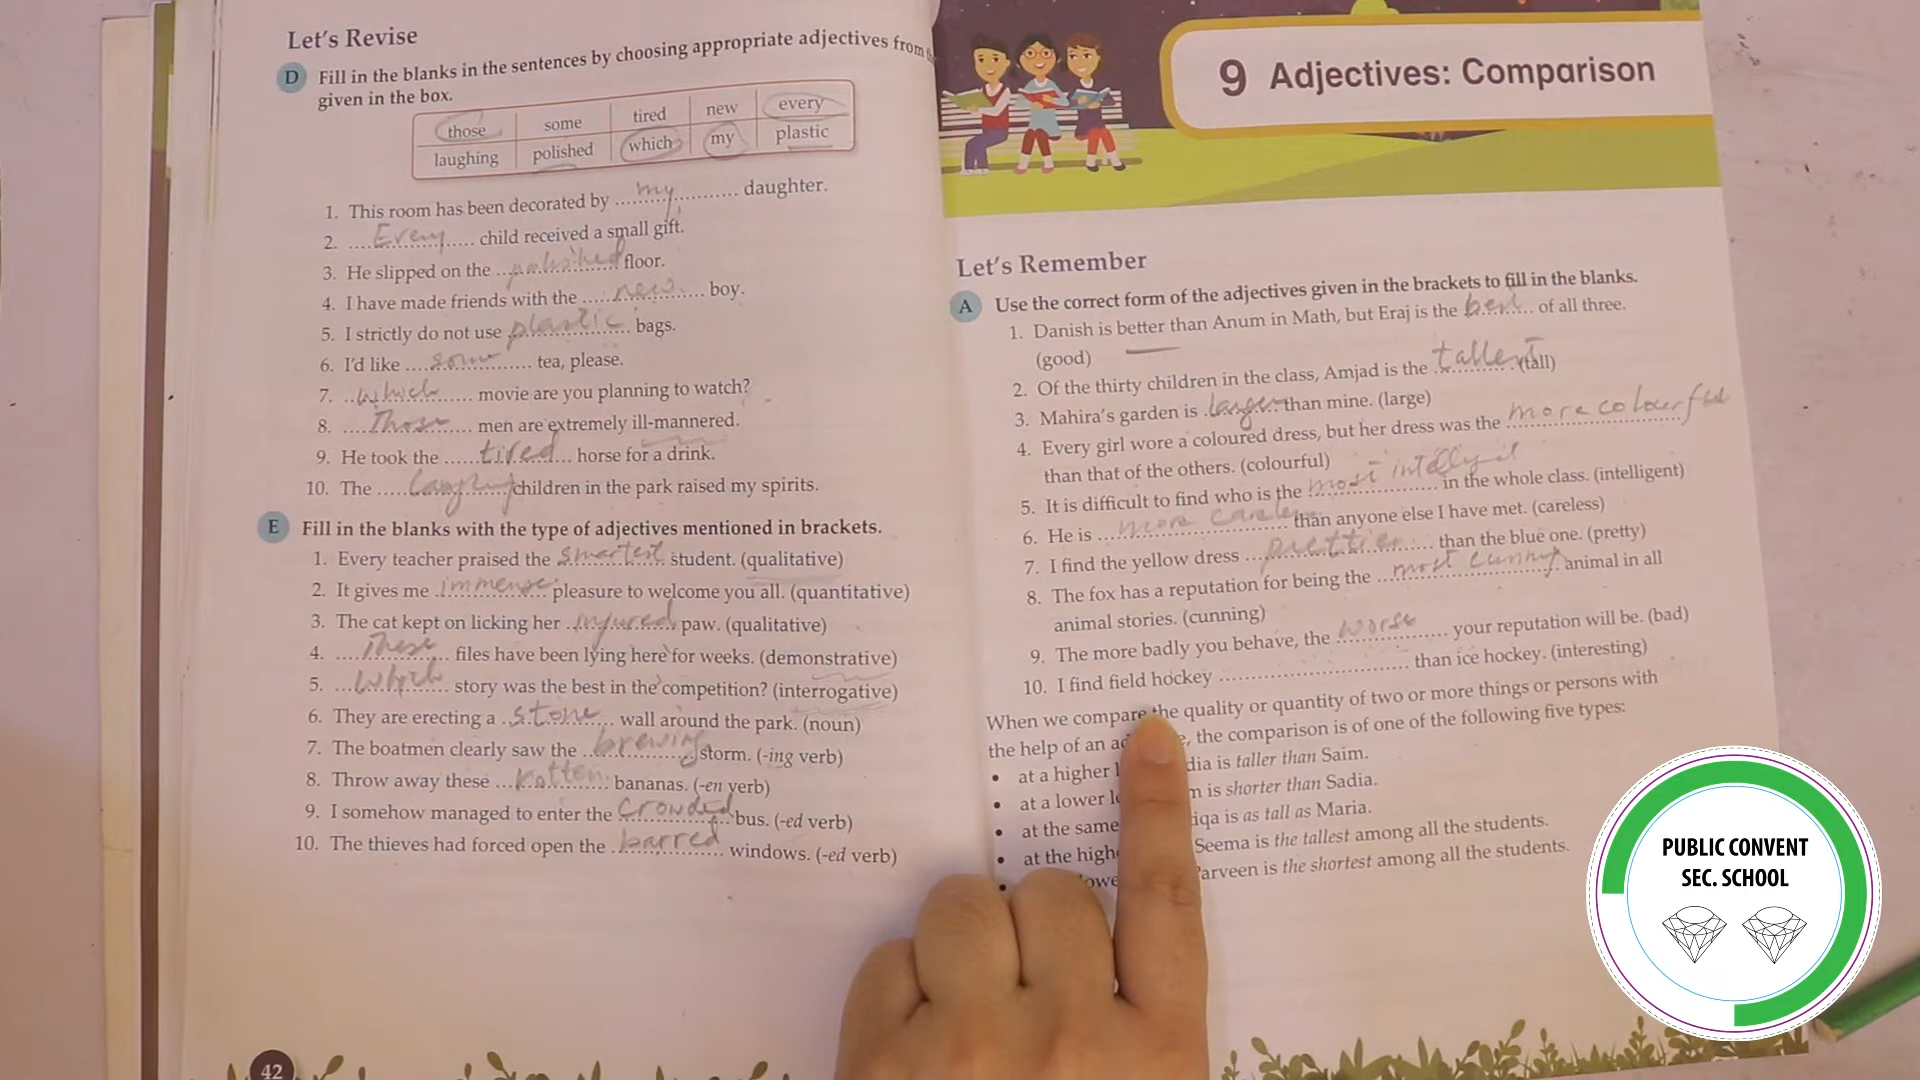 Let's Revise
D Fill in the blanks in the sentences by choosing appropriate adjectives from
given in the box.
those some tired new every
laughing polished which my plastic
1. This room has been decorated by my daughter.
2. Every child received a small gift.
3. He slipped on the polished floor.
4. I have made friends with the new boy.
5. I strictly do not use plastic bags.
6. I'd like some tea, please.
7. which movie are you planning to watch?
8. Those men are extremely ill-mannered.
9. He took the tired horse for a drink.
10. The children in the park raised my spirits.
E Fill in the blanks with the type of adjectives mentioned in brackets.
1. Every teacher praised the smartest student. (qualitative)
2. It gives me immense pleasure to welcome you all. (quantitative)
3. The cat kept on licking her injured paw. (qualitative)
4. These files have been lying here for weeks. (demonstrative)
5. Which story was the best in the competition? (interrogative)
6. They are erecting a stone wall around the park. (noun)
7. The boatmen clearly saw the brewing storm. (-ing verb)
8. Throw away these rotten bananas. (-en verb)
9. I somehow managed to enter the crowded bus. (-ed verb)
10. The thieves had forced open the barred windows. (-ed verb)
42
9 Adjectives: Comparison
Let's Remember
A Use the correct form of the adjectives given in the brackets to fill in the blanks.
1. Danish is better than Anum in Math, but Eraj is the best of all three.
(good)
2. Of the thirty children in the class, Amjad is the tallest (tall)
3. Mahira's garden is larger than mine. (large)
4. Every girl wore a coloured dress, but her dress was the more colourful
than that of the others. (colourful)
5. It is difficult to find who is the most in the whole class. (intelligent)
6. He is more than anyone else I have met. (careless)
7. I find the yellow dress prettier than the blue one. (pretty)
8. The fox has a reputation for being the most cunning animal in all
animal stories. (cunning)
9. The more badly you behave, the worse your reputation will be. (bad)
10. I find field hockey than ice hockey. (interesting)
When we compare the quality or quantity of two or more things or persons with
the help of an , the comparison is of one of the following five types:
• at a higher is taller than Saim.
• at a lower is shorter than Sadia.
• at the same is as tall as Maria.
• at the Seema is the tallest among all the students.
• is the shortest among all the students.
PUBLIC CONVENT
SEC. SCHOOL